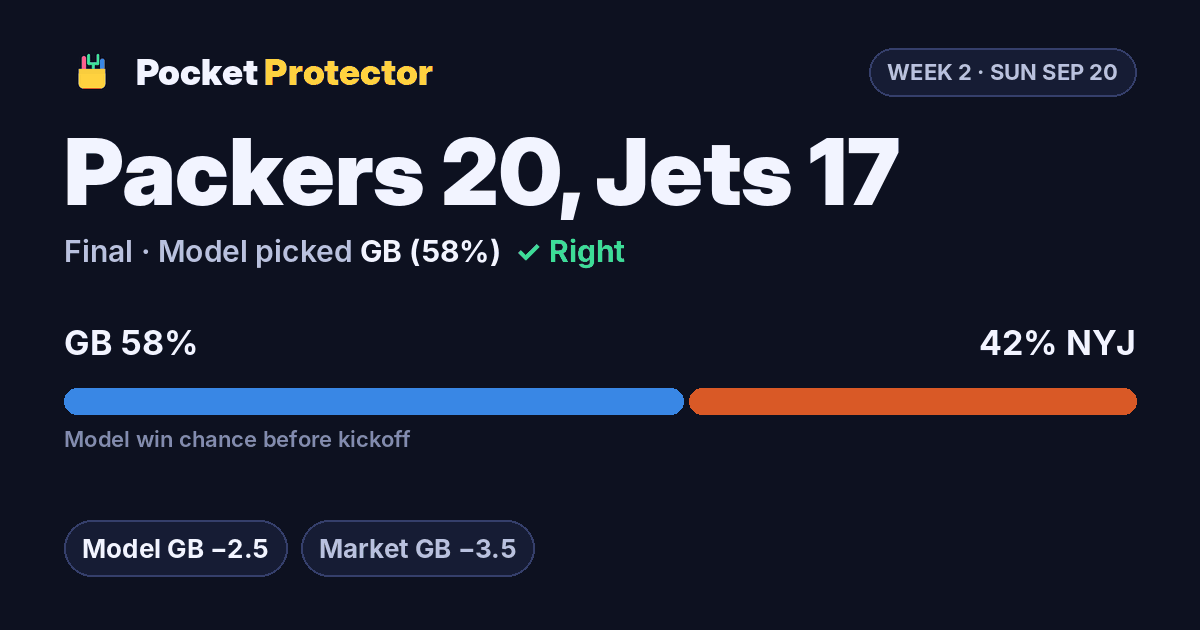 Pocket Protector
WEEK 2 · SUN SEP 20
Packers 20, Jets 17
Final · Model picked GB (58%) ✓ Right
GB 58%
42% NYJ
Model win chance before kickoff
Model GB −2.5
Market GB −3.5